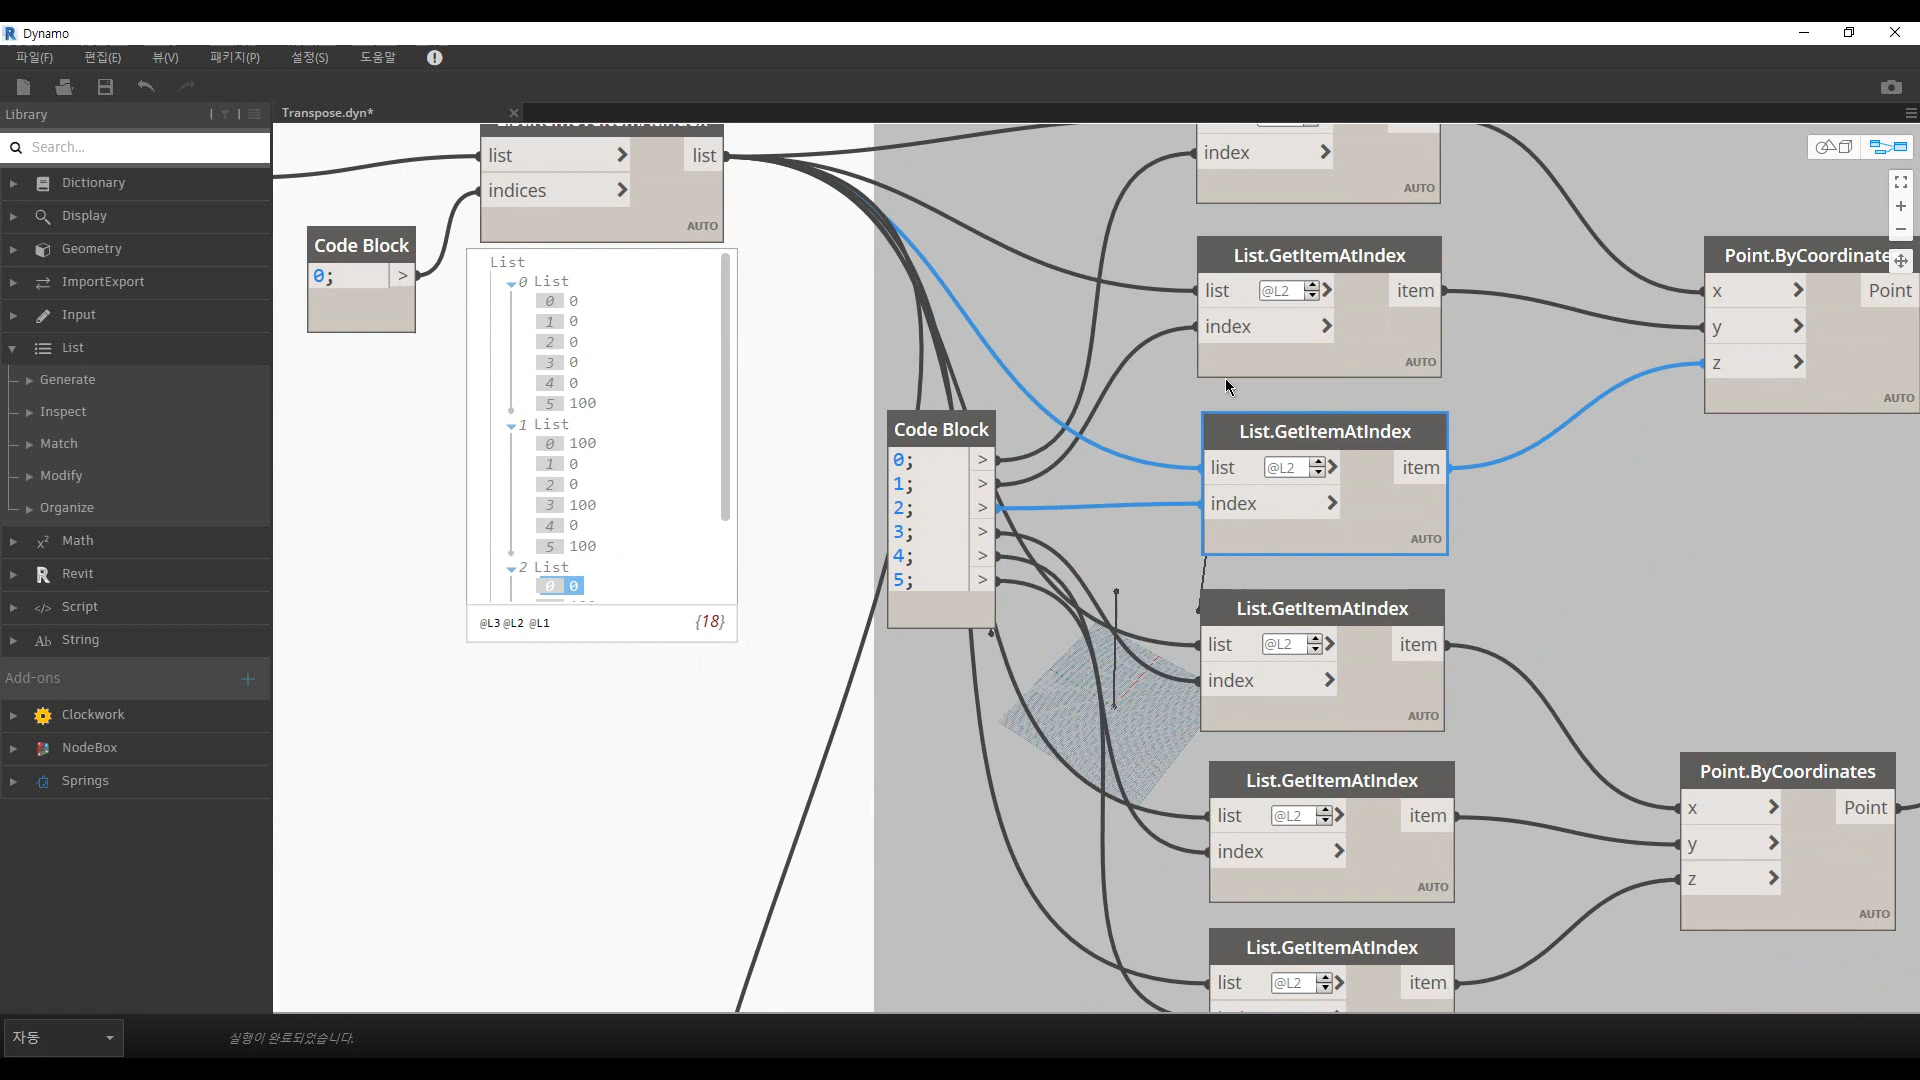 Dynamo
파일(F) 편집(E) 뷰(V) 패키지(P) 설정(S) 도움말
Library
Transpose.dyn*
Search...
Dictionary
Display
Geometry
ImportExport
Input
List
Generate
Inspect
Match
Modify
Organize
Math
Revit
Script
String
Add-ons
Clockwork
NodeBox
Springs
list > list
indices >
AUTO
Code Block
0; >
List
0 List
0 0
1 0
2 0
3 0
4 0
5 100
1 List
0 100
1 0
2 0
3 100
4 0
5 100
2 List
0 0
@L3 @L2 @L1 {18}
Code Block
0; >
1; >
2; >
3; >
4; >
5; >
index >
AUTO
List.GetItemAtIndex
list @L2 > item
index >
AUTO
List.GetItemAtIndex
list @L2 > item
index >
AUTO
List.GetItemAtIndex
list @L2 > item
index >
AUTO
List.GetItemAtIndex
list @L2 > item
index >
AUTO
List.GetItemAtIndex
list @L2 > item
Point.ByCoordinate
x > Point
y >
z >
AUTO
Point.ByCoordinates
x > Point
y >
z >
AUTO
자동
실행이 완료되었습니다.